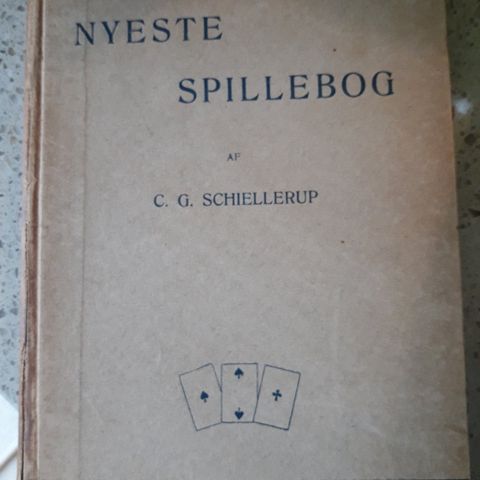 NYESTE
SPILLEBOG
AF
C. G. SCHIELLERUP